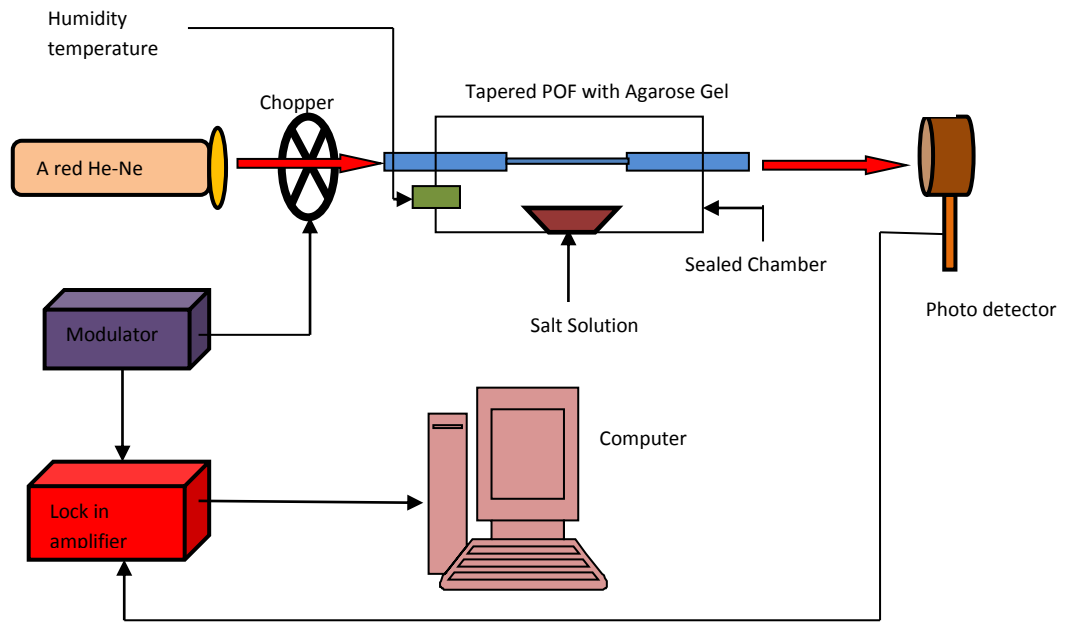 Humidity
temperature
Chopper
Tapered POF with Agarose Gel
A red He-Ne
Sealed Chamber
Salt Solution
Photo detector
Modulator
Computer
Lock in
amplifier